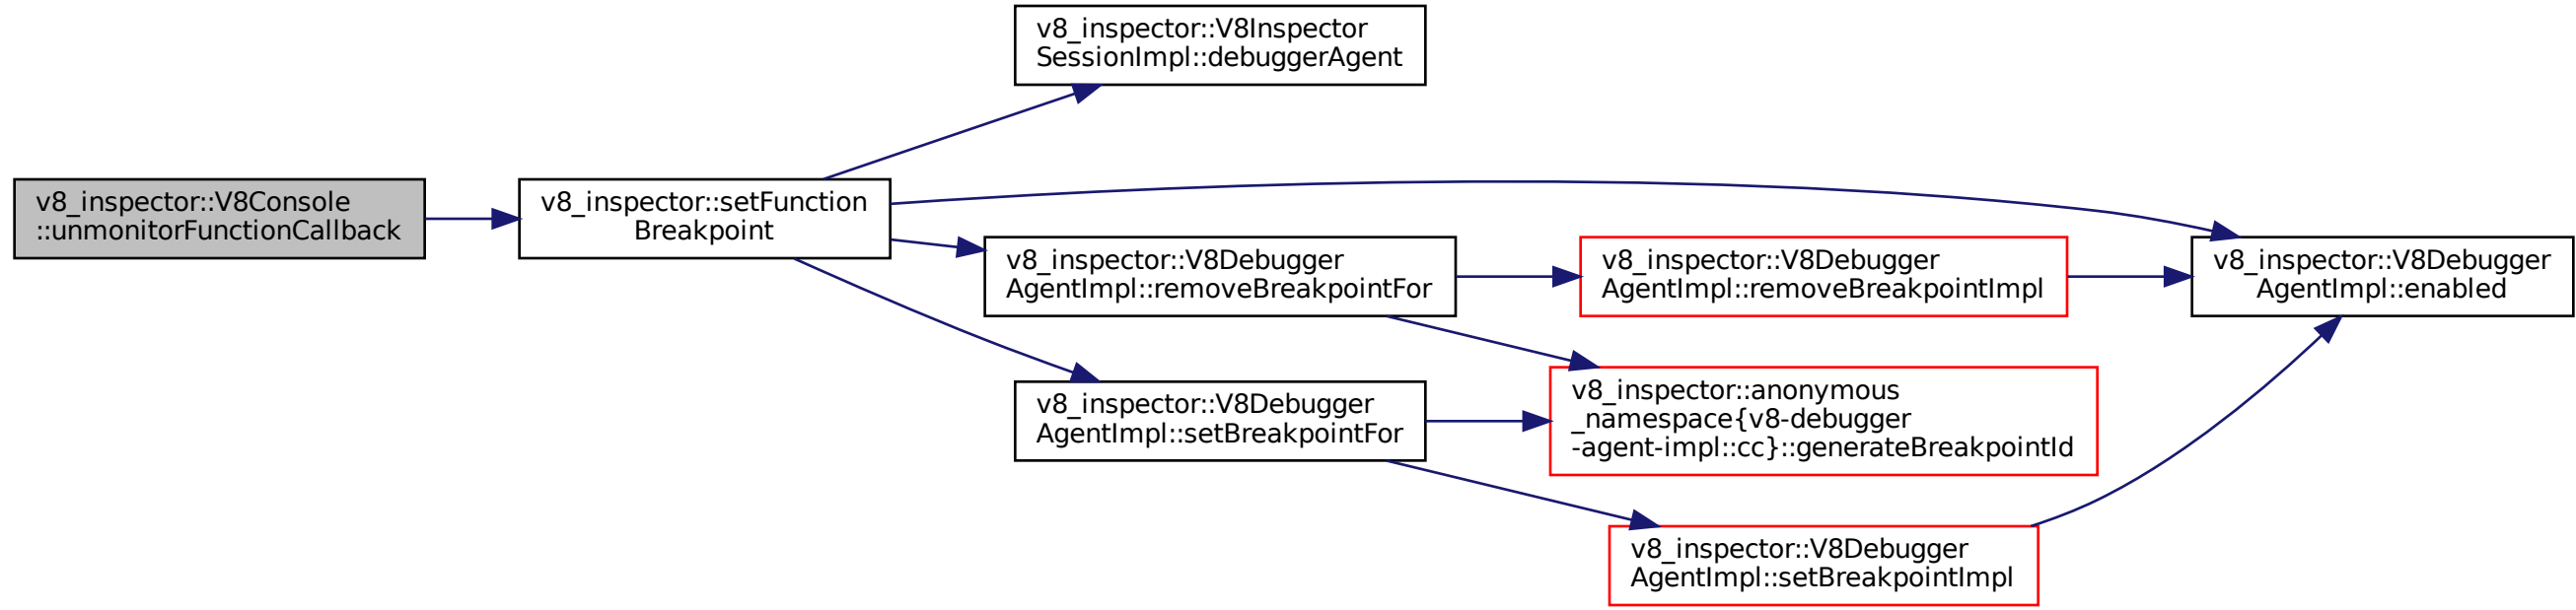 v8_inspector::V8Inspector
SessionImpl::debuggerAgent
v8_inspector::V8Console
::unmonitorFunctionCallback
v8_inspector::setFunction
Breakpoint
v8_inspector::V8Debugger
AgentImpl::removeBreakpointFor
v8_inspector::V8Debugger
AgentImpl::removeBreakpointImpl
v8_inspector::V8Debugger
AgentImpl::enabled
v8_inspector::V8Debugger
AgentImpl::setBreakpointFor
v8_inspector::anonymous
_namespace{v8-debugger
-agent-impl::cc}::generateBreakpointId
v8_inspector::V8Debugger
AgentImpl::setBreakpointImpl